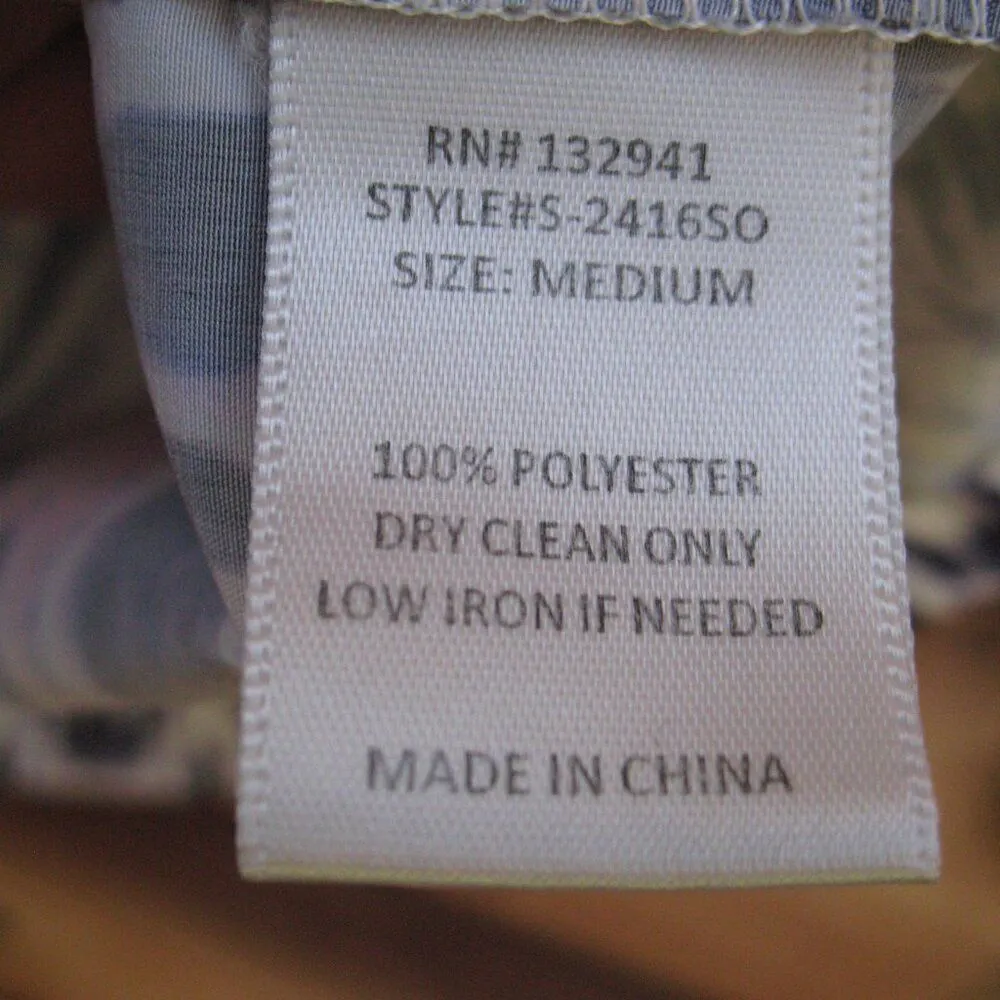 RN# 132941
STYLE#S-2416SO
SIZE: MEDIUM
100% POLYESTER
DRY CLEAN ONLY
LOW IRON IF NEEDED
MADE IN CHINA